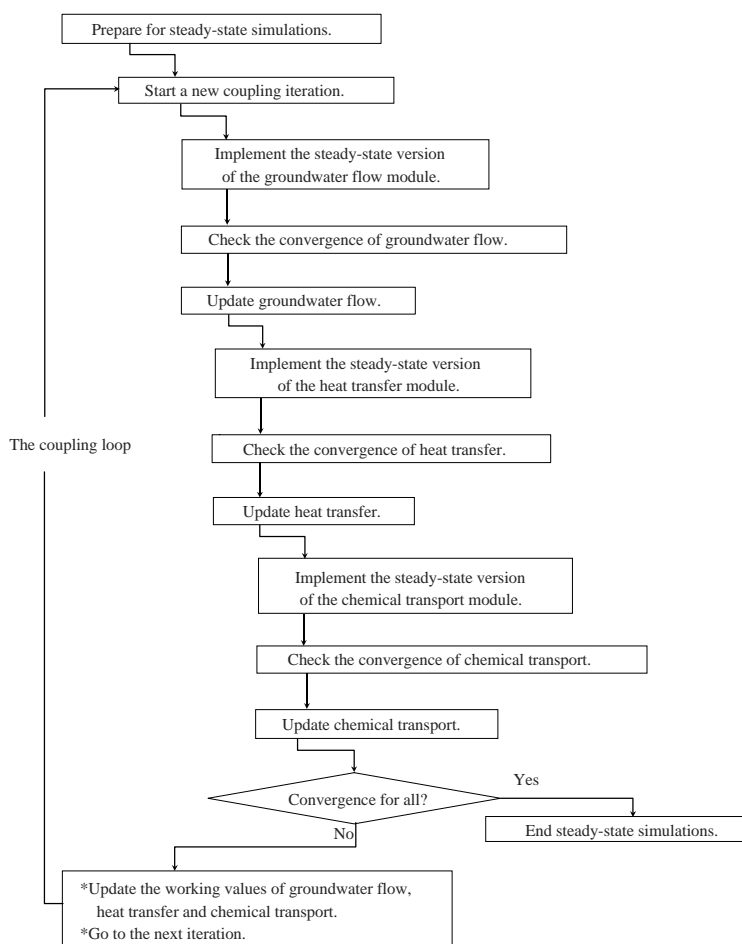 Prepare for steady-state simulations.
Start a new coupling iteration.
Implement the steady-state version
of the groundwater flow module.
Check the convergence of groundwater flow.
Update groundwater flow.
Implement the steady-state version
of the heat transfer module.
The coupling loop
Check the convergence of heat transfer.
Update heat transfer.
Implement the steady-state version
of the chemical transport module.
Check the convergence of chemical transport.
Update chemical transport.
Convergence for all?
Yes
End steady-state simulations.
No
*Update the working values of groundwater flow,
heat transfer and chemical transport.
*Go to the next iteration.